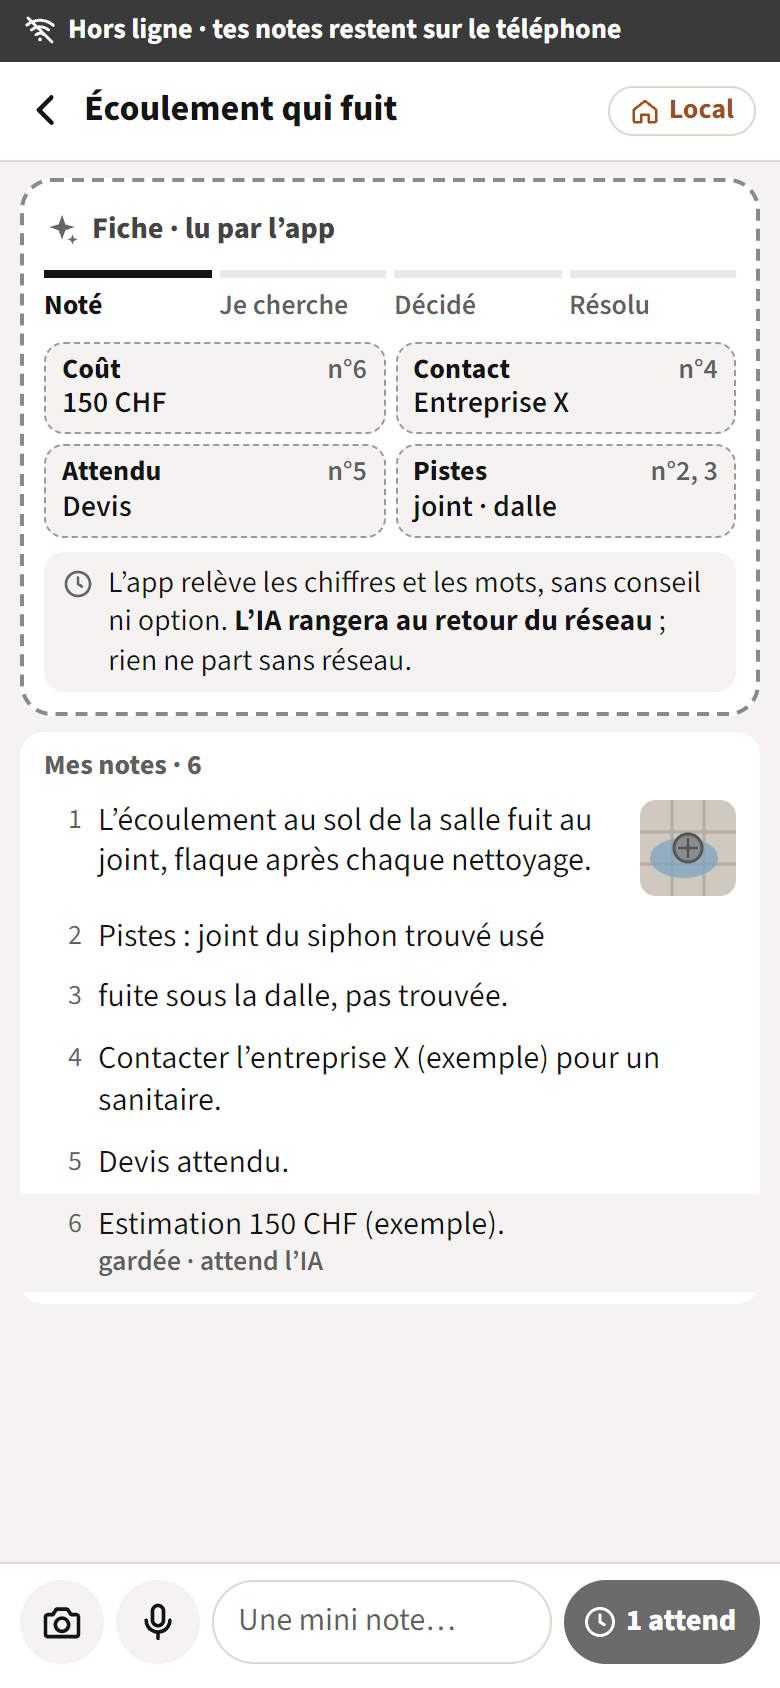 Hors ligne · tes notes restent sur le téléphone
Écoulement qui fuit
Local
Fiche · lu par l’app
Noté
Je cherche
Décidé
Résolu
Coût n°6
150 CHF
Contact n°4
Entreprise X
Attendu n°5
Devis
Pistes n°2, 3
joint · dalle
L’app relève les chiffres et les mots, sans conseil
ni option. L’IA rangera au retour du réseau ;
rien ne part sans réseau.
Mes notes · 6
1 L’écoulement au sol de la salle fuit au
joint, flaque après chaque nettoyage.
2 Pistes : joint du siphon trouvé usé
3 fuite sous la dalle, pas trouvée.
4 Contacter l’entreprise X (exemple) pour un
sanitaire.
5 Devis attendu.
6 Estimation 150 CHF (exemple).
gardée · attend l’IA
Une mini note…
1 attend